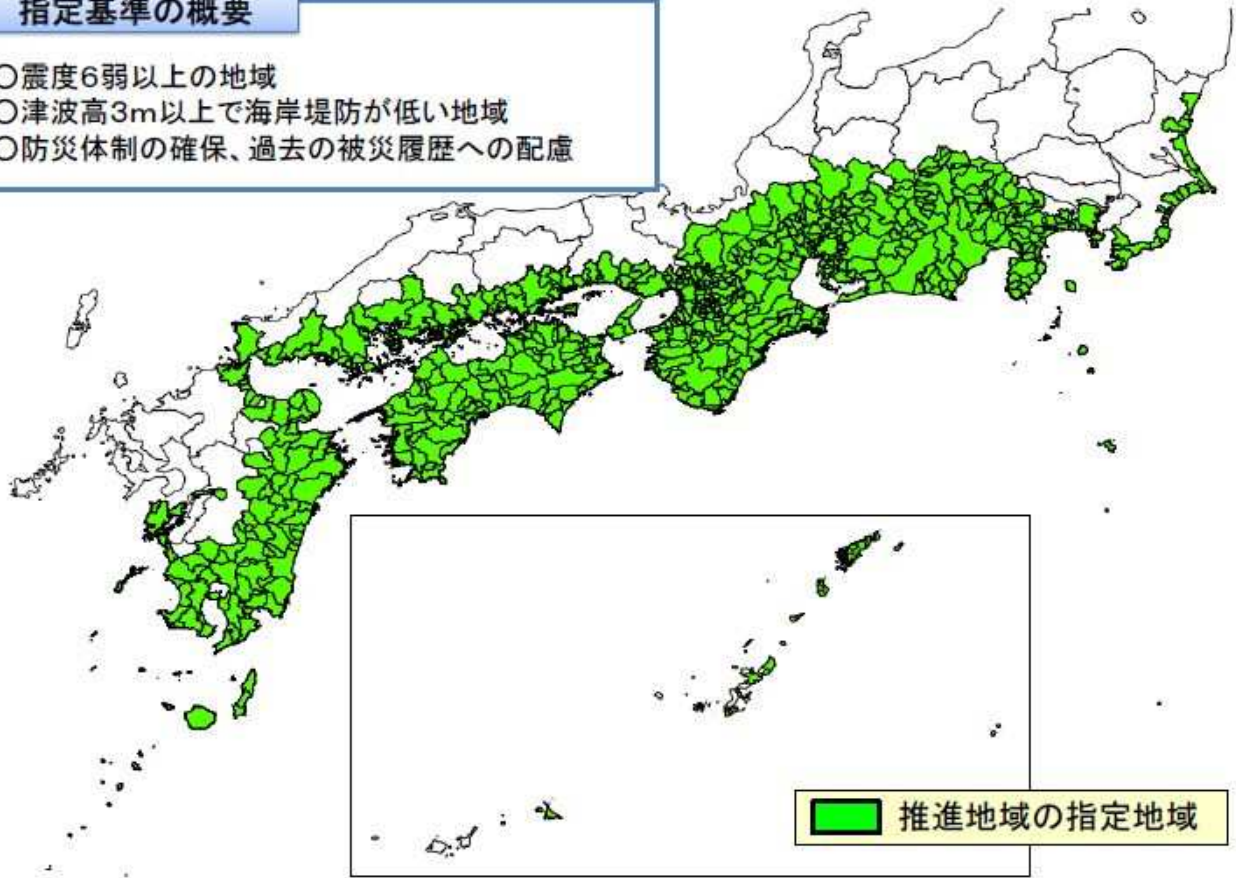 指定基準の概要
〇震度6弱以上の地域
〇津波高3m以上で海岸堤防が低い地域
〇防災体制の確保、過去の被災履歴への配慮
推進地域の指定地域